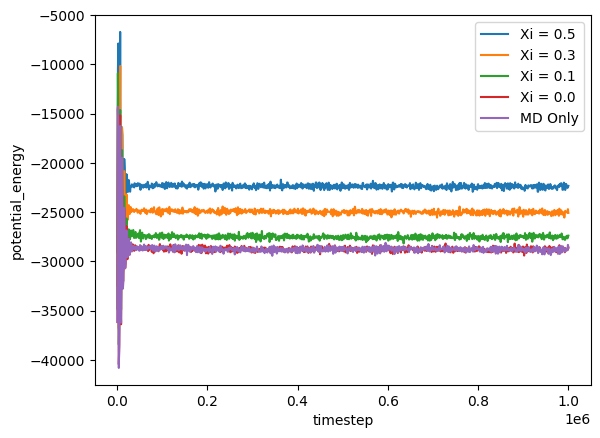 −5000
−10000
−15000
−20000
−25000
−30000
−35000
−40000
potential_energy
0.0
0.2
0.4
0.6
0.8
1.0
1e6
timestep
Xi = 0.5
Xi = 0.3
Xi = 0.1
Xi = 0.0
MD Only